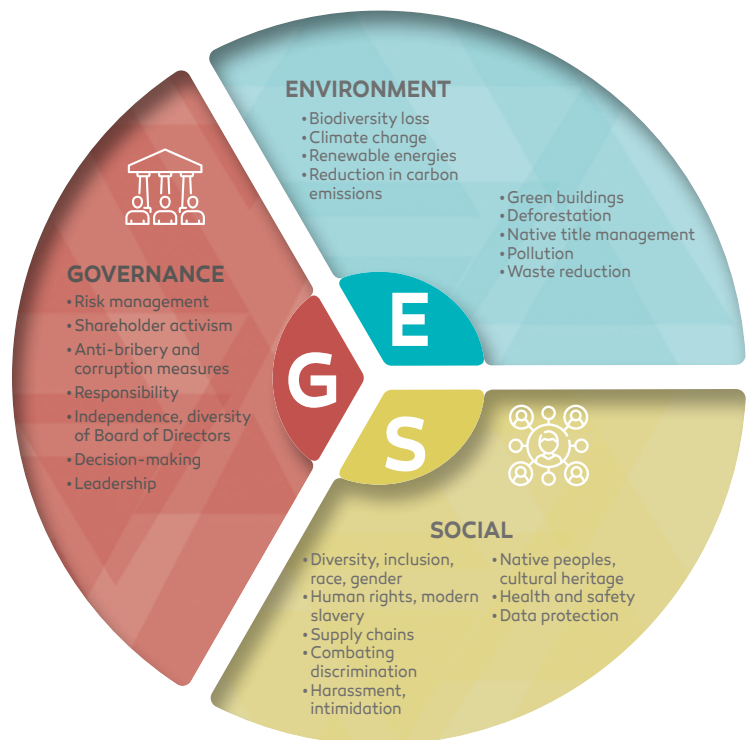 ENVIRONMENT
•Biodiversity loss
•Climate change
•Renewable energies
•Reduction in carbon
emissions
•Green buildings
•Deforestation
•Native title management
•Pollution
•Waste reduction
GOVERNANCE
•Risk management
•Shareholder activism
•Anti-bribery and
corruption measures
•Responsibility
•Independence, diversity
of Board of Directors
•Decision-making
•Leadership
E
G
S
SOCIAL
•Diversity, inclusion,
race, gender
•Human rights, modern
slavery
•Supply chains
•Combating
discrimination
•Harassment,
intimidation
•Native peoples,
cultural heritage
•Health and safety
•Data protection